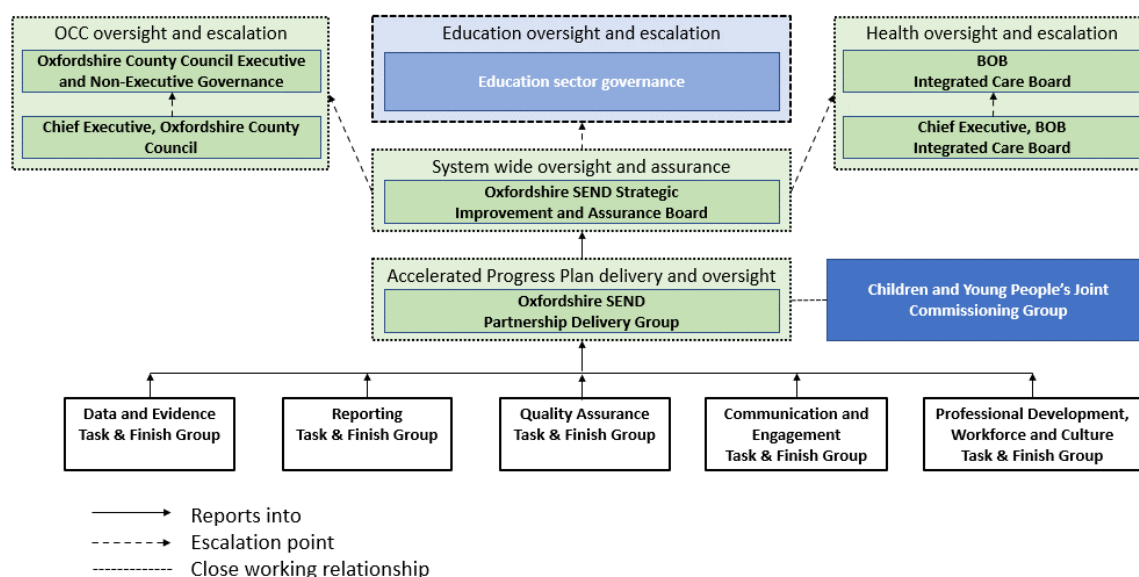 OCC oversight and escalation
Oxfordshire County Council Executive
and Non-Executive Governance
Chief Executive, Oxfordshire County
Council
Education oversight and escalation
Education sector governance
Health oversight and escalation
BOB
Integrated Care Board
Chief Executive, BOB
Integrated Care Board
System wide oversight and assurance
Oxfordshire SEND Strategic
Improvement and Assurance Board
Accelerated Progress Plan delivery and oversight
Oxfordshire SEND
Partnership Delivery Group
Children and Young People's Joint
Commissioning Group
Data and Evidence
Task & Finish Group
Reporting
Task & Finish Group
Quality Assurance
Task & Finish Group
Communication and
Engagement
Task & Finish Group
Professional Development,
Workforce and Culture
Task & Finish Group
Reports into
Escalation point
Close working relationship